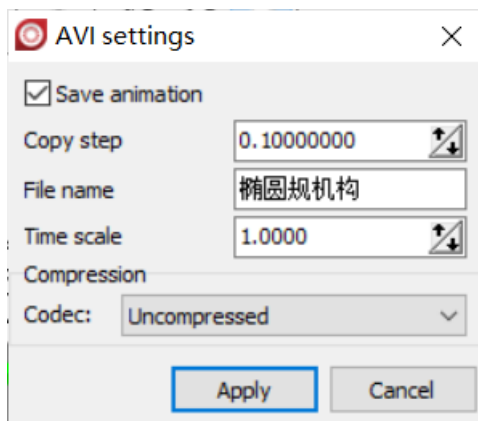 AVI settings
Save animation
Copy step 0.10000000
File name 椭圆规机构
Time scale 1.0000
Compression
Codec: Uncompressed
Apply Cancel